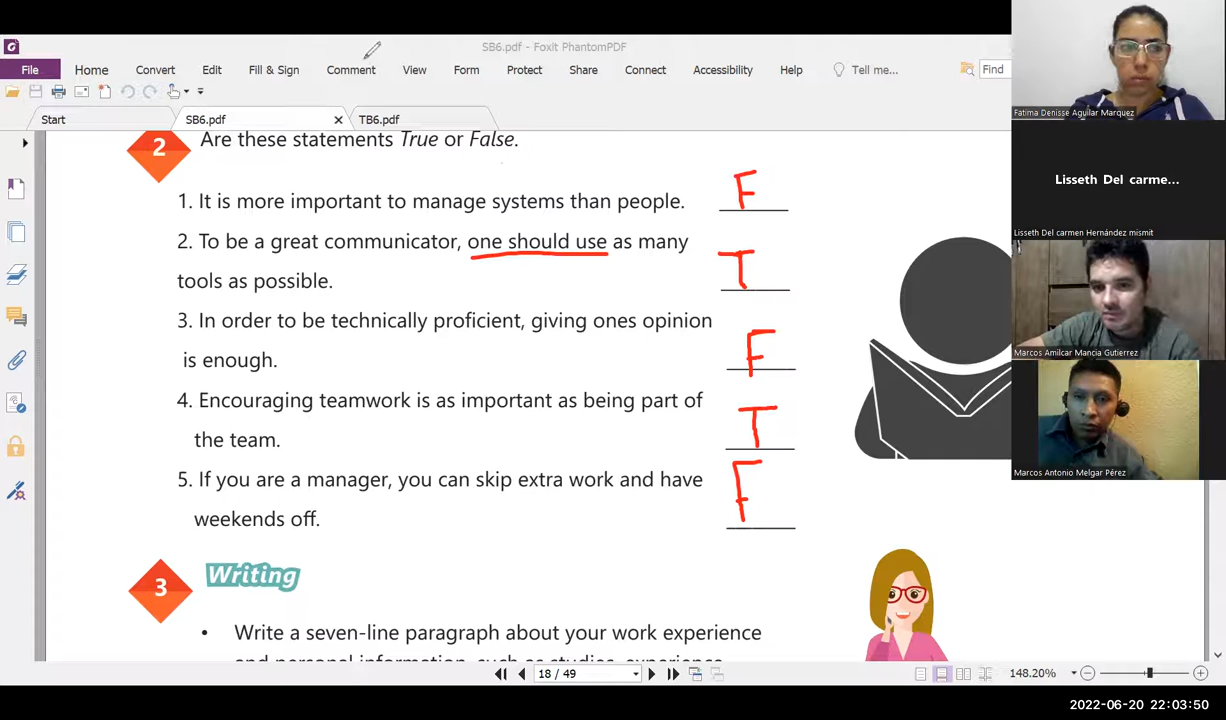 SB6.pdf - Foxit PhantomPDF
File Home Convert Edit Fill & Sign Comment View Form Protect Share Connect Accessibility Help Tell me... Find
Start SB6.pdf TB6.pdf
2 Are these statements True or False.
1. It is more important to manage systems than people. F
2. To be a great communicator, one should use as many
tools as possible. T
3. In order to be technically proficient, giving ones opinion
is enough. F
4. Encouraging teamwork is as important as being part of
the team. T
5. If you are a manager, you can skip extra work and have
weekends off. F
3 Writing
• Write a seven-line paragraph about your work experience
and personal information, such as studies, experience
18 / 49
148.20%
Fatima Denisse Aguilar Marquez
Lisseth Del carme...
Lisseth Del carmen Hernández mismit
Marcos Amilcar Mancia Gutierrez
Marcos Antonio Melgar Pérez
2022-06-20 22:03:50